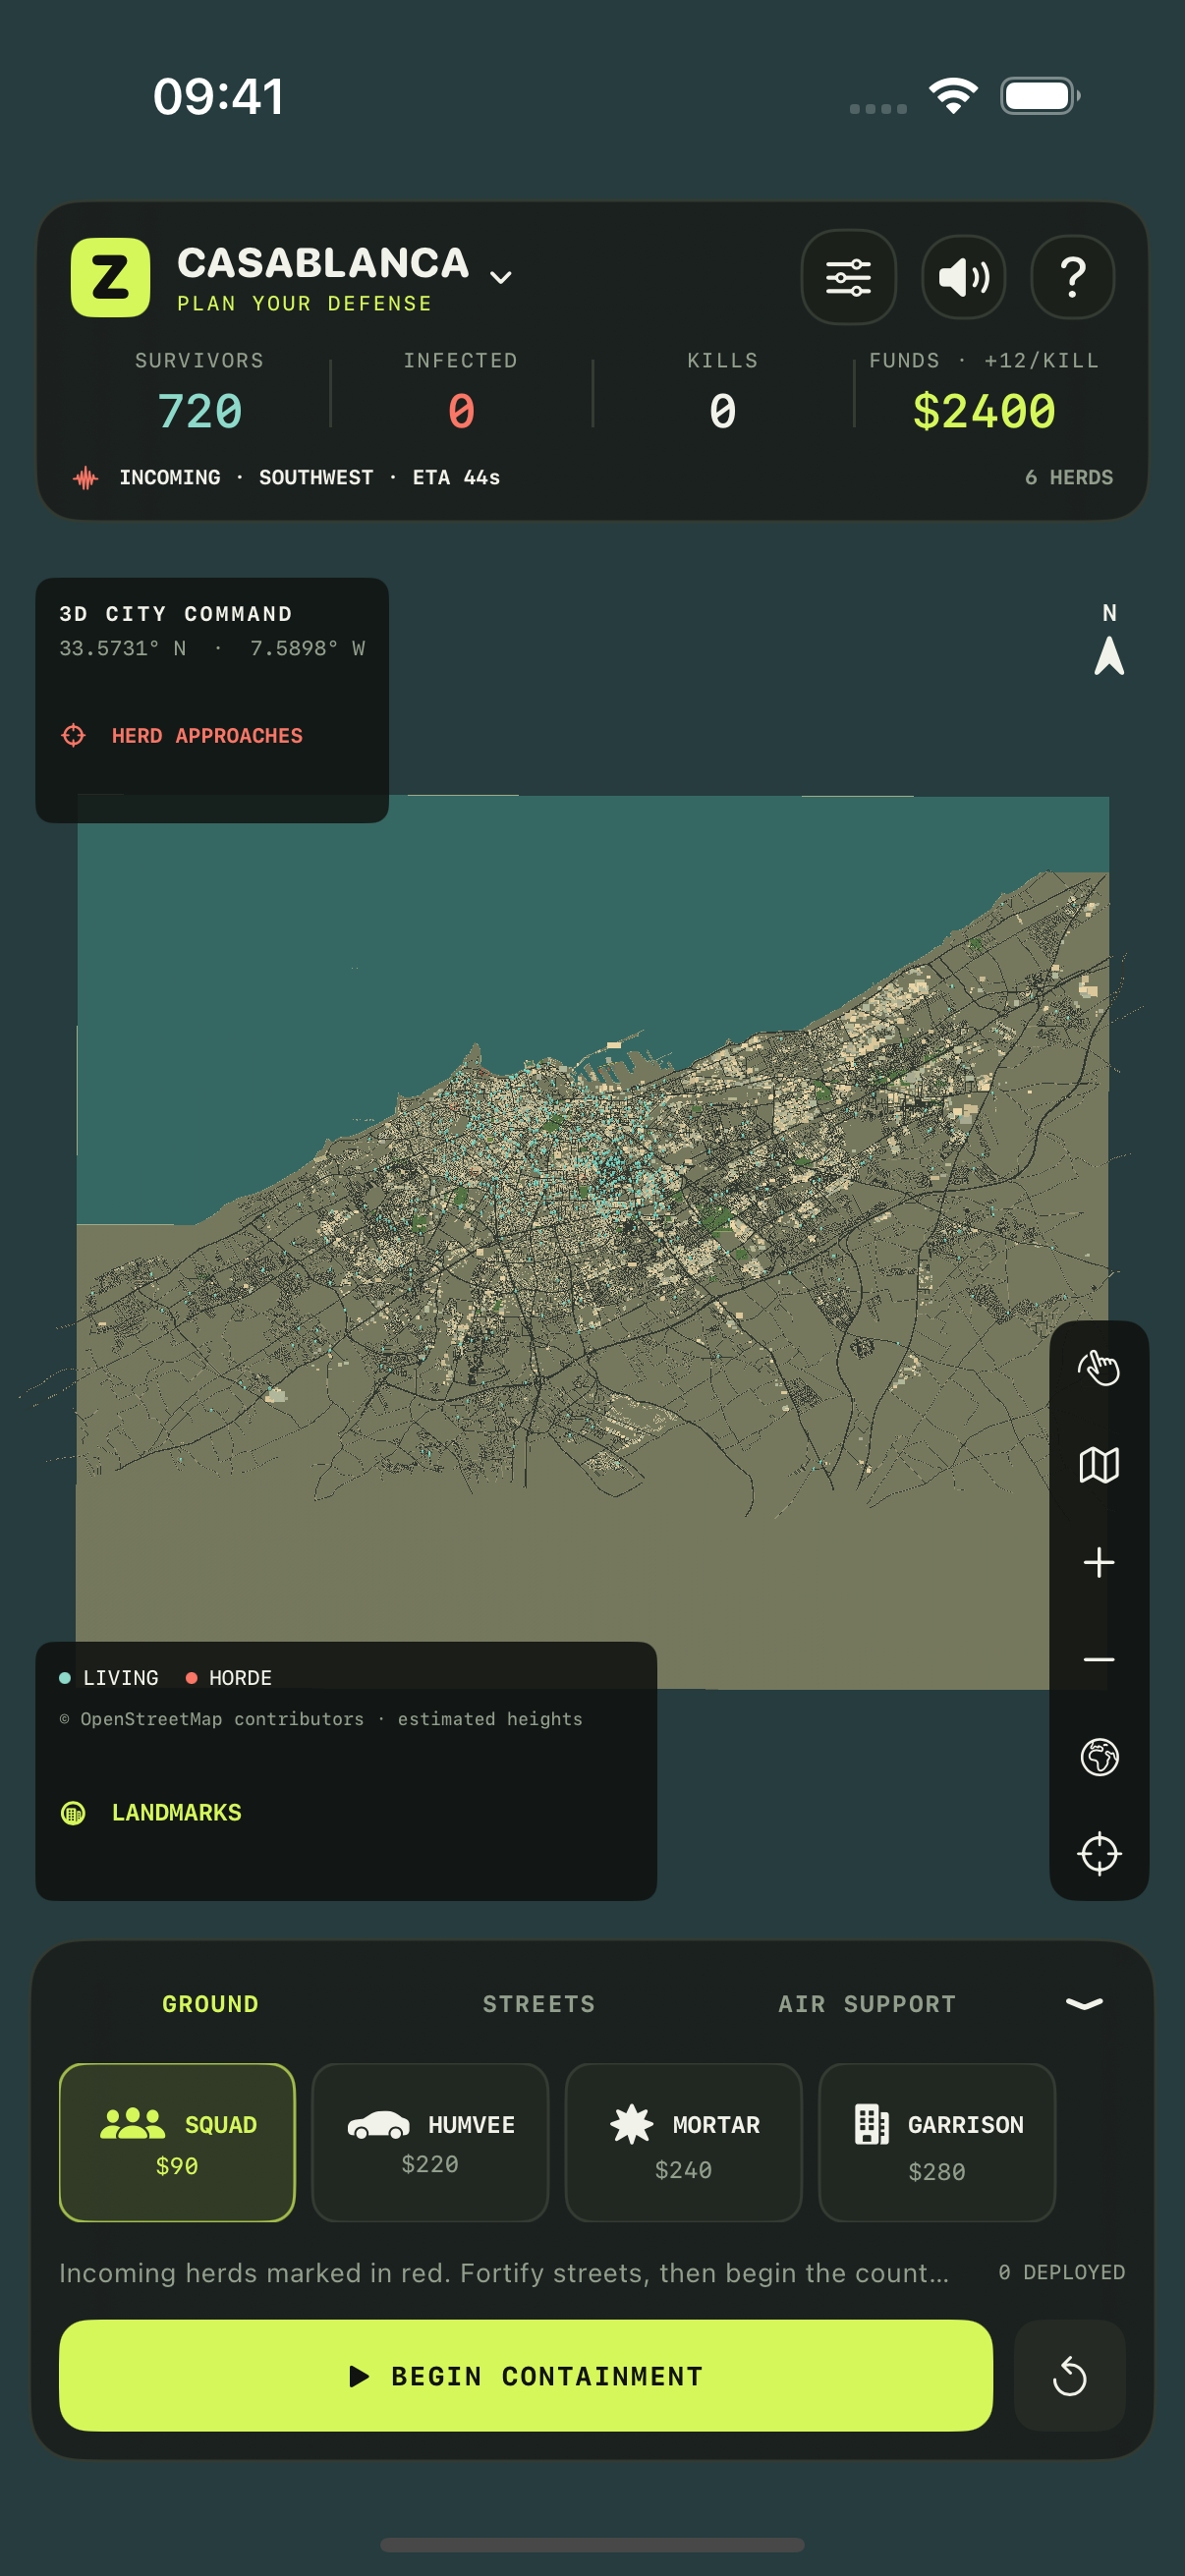 09:41
Z
CASABLANCA
PLAN YOUR DEFENSE
?
SURVIVORS
INFECTED
KILLS
FUNDS · +12/KILL
720
0
0
$2400
INCOMING · SOUTHWEST · ETA 44s
6 HERDS
3D CITY COMMAND
33.5731° N · 7.5898° W
HERD APPROACHES
N
LIVING
HORDE
© OpenStreetMap contributors · estimated heights
LANDMARKS
GROUND
STREETS
AIR SUPPORT
SQUAD
$90
HUMVEE
$220
MORTAR
$240
GARRISON
$280
Incoming herds marked in red. Fortify streets, then begin the count…
0 DEPLOYED
BEGIN CONTAINMENT